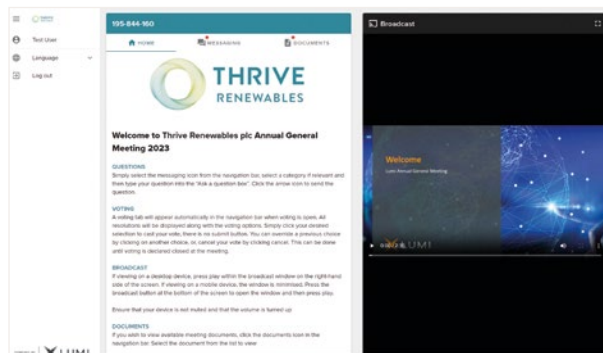 THRIVE
RENEWABLES
Test User
Language
Log out
195-844-160
HOME
MESSAGING
DOCUMENTS
THRIVE
RENEWABLES
Welcome to Thrive Renewables plc Annual General
Meeting 2023
QUESTIONS
Simply select the messaging icon from the navigation bar, select a category if relevant and
then type your question into the "Ask a question box". Click the arrow icon to send the
question.
VOTING
A voting tab will appear automatically in the navigation bar when voting is open. All
resolutions will be displayed along with the voting options. Simply click your desired
selection to cast your vote, there is no submit button. You can override a previous choice
by clicking on another choice, or, cancel your vote by clicking cancel. This can be done
until voting is declared closed at the meeting.
BROADCAST
If viewing on a desktop device, press play within the broadcast window on the right-hand
side of the screen. If viewing on a mobile device, the window is minimised. Press the
broadcast button at the bottom of the screen to open the window and then press play.
Ensure that your device is not muted and that the volume is turned up
DOCUMENTS
If you wish to view available meeting documents, click the documents icon in the
navigation bar. Select the document from the list to view
LUMI
Broadcast
Welcome
Lumi Annual General Meeting
LUMI